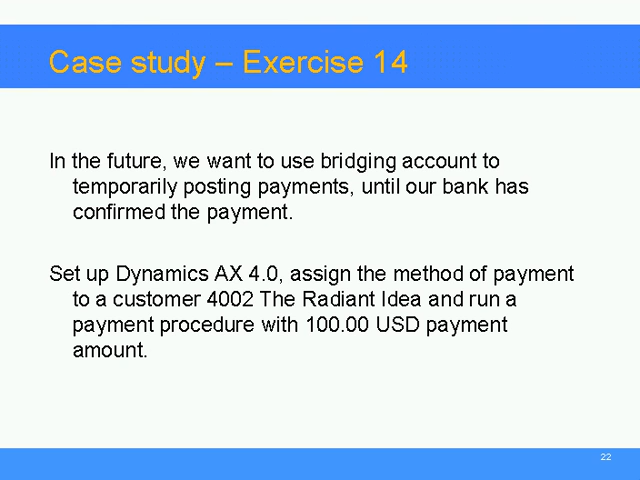 Case study – Exercise 14
In the future, we want to use bridging account to
temporarily posting payments, until our bank has
confirmed the payment.
Set up Dynamics AX 4.0, assign the method of payment
to a customer 4002 The Radiant Idea and run a
payment procedure with 100.00 USD payment
amount.
22